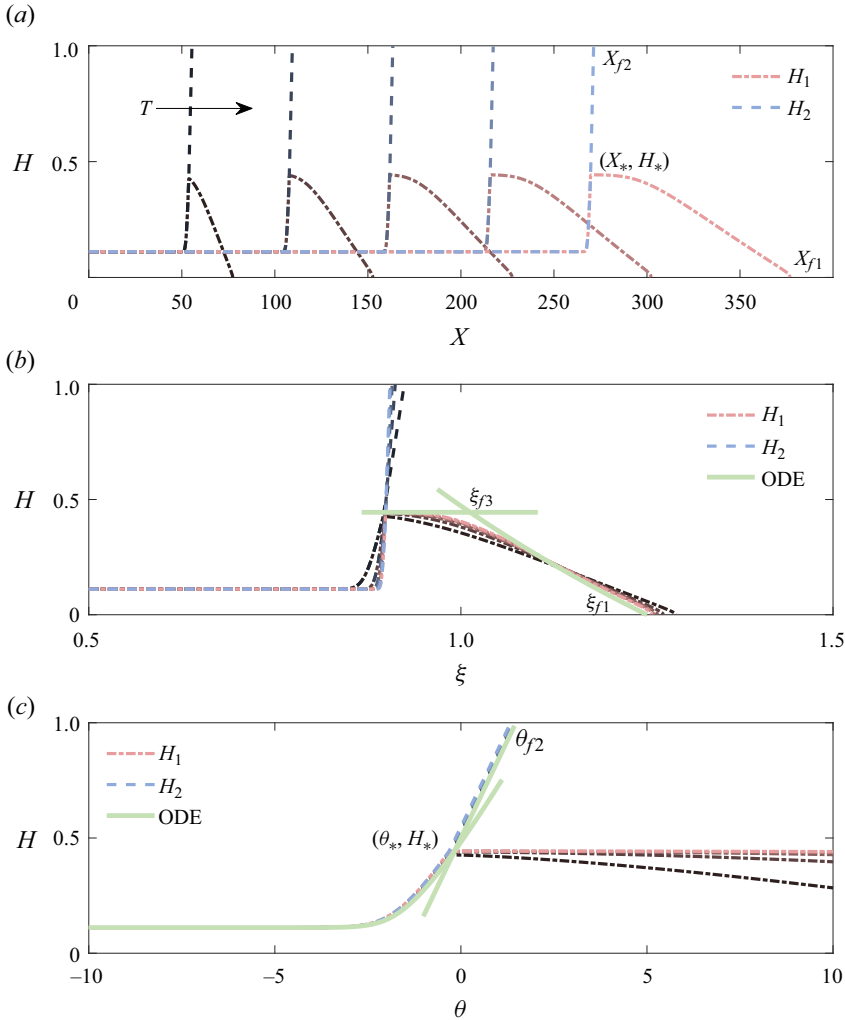 (a)
1.0
X_{f2}
H_1
H_2
T
0.5
H
(X_*, H_*)
X_{f1}
0
50
100
150
200
250
300
350
X
(b)
1.0
H_1
H_2
ODE
0.5
H
ξ_{f3}
ξ_{f1}
0
0.5
1.0
1.5
ξ
(c)
1.0
H_1
H_2
ODE
θ_{f2}
0.5
H
(θ_*, H_*)
0
−10
−5
0
5
10
θ